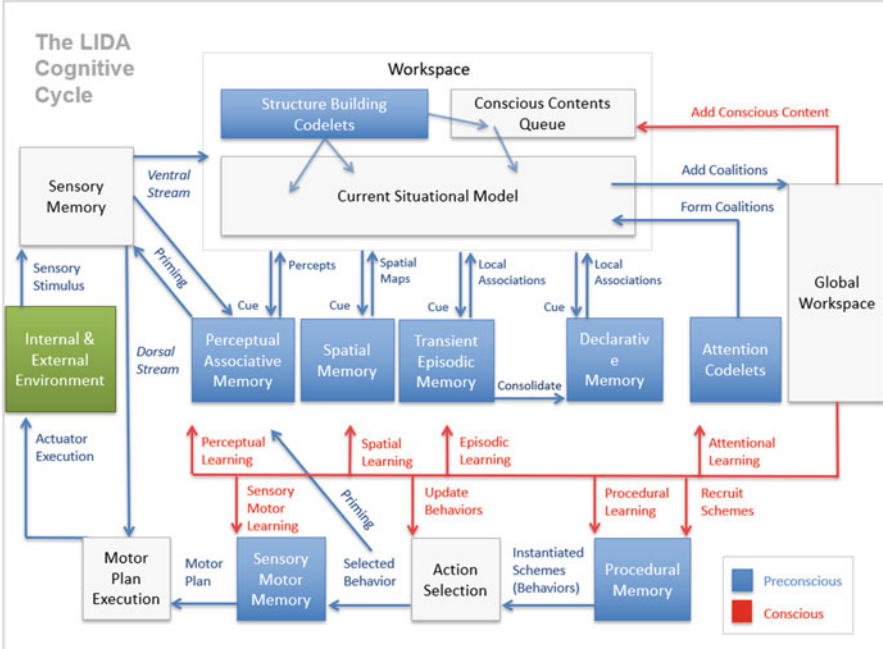 The LIDA
Cognitive
Cycle
Workspace
Structure Building
Codelets
Conscious Contents
Queue
Add Conscious Content
Sensory
Memory
Ventral
Stream
Current Situational Model
Add Coalitions
Form Coalitions
Global
Workspace
Priming
Sensory
Stimulus
Percepts
Cue
Spatial
Maps
Cue
Local
Associations
Cue
Local
Associations
Cue
Internal &
External
Environment
Dorsal
Stream
Perceptual
Associative
Memory
Spatial
Memory
Transient
Episodic
Memory
Consolidate
Declarativ
e
Memory
Attention
Codelets
Actuator
Execution
Perceptual
Learning
Spatial
Learning
Episodic
Learning
Attentional
Learning
Sensory
Motor
Learning
Priming
Update
Behaviors
Procedural
Learning
Recruit
Schemes
Motor
Plan
Execution
Motor
Plan
Sensory
Motor
Memory
Selected
Behavior
Action
Selection
Instantiated
Schemes
(Behaviors)
Procedural
Memory
Preconscious
Conscious